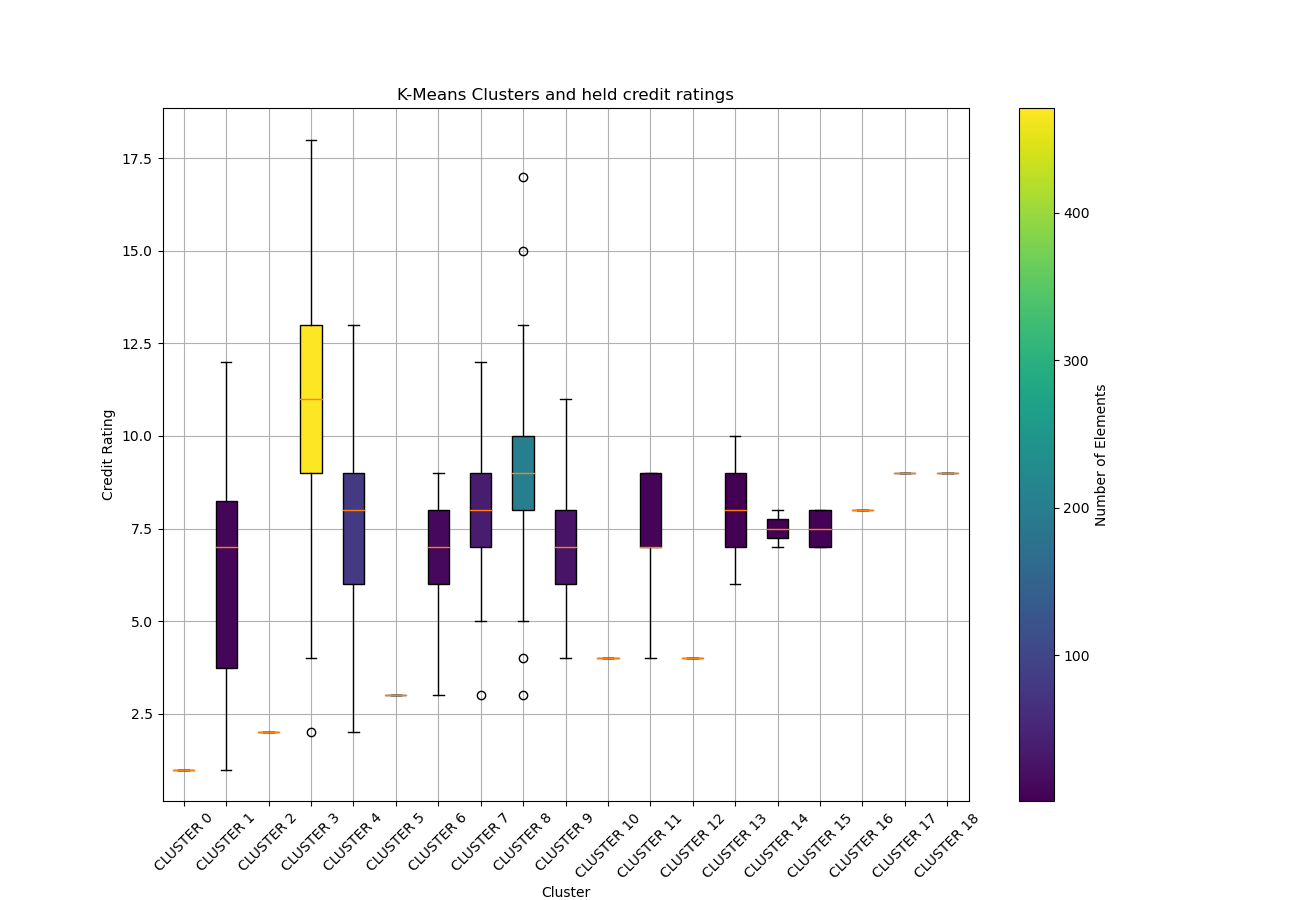 K-Means Clusters and held credit ratings
17.5
15.0
12.5
10.0
7.5
5.0
2.5
Credit Rating
CLUSTER 0
CLUSTER 1
CLUSTER 2
CLUSTER 3
CLUSTER 4
CLUSTER 5
CLUSTER 6
CLUSTER 7
CLUSTER 8
CLUSTER 9
CLUSTER 10
CLUSTER 11
CLUSTER 12
CLUSTER 13
CLUSTER 14
CLUSTER 15
CLUSTER 16
CLUSTER 17
CLUSTER 18
Cluster
400
300
200
100
Number of Elements